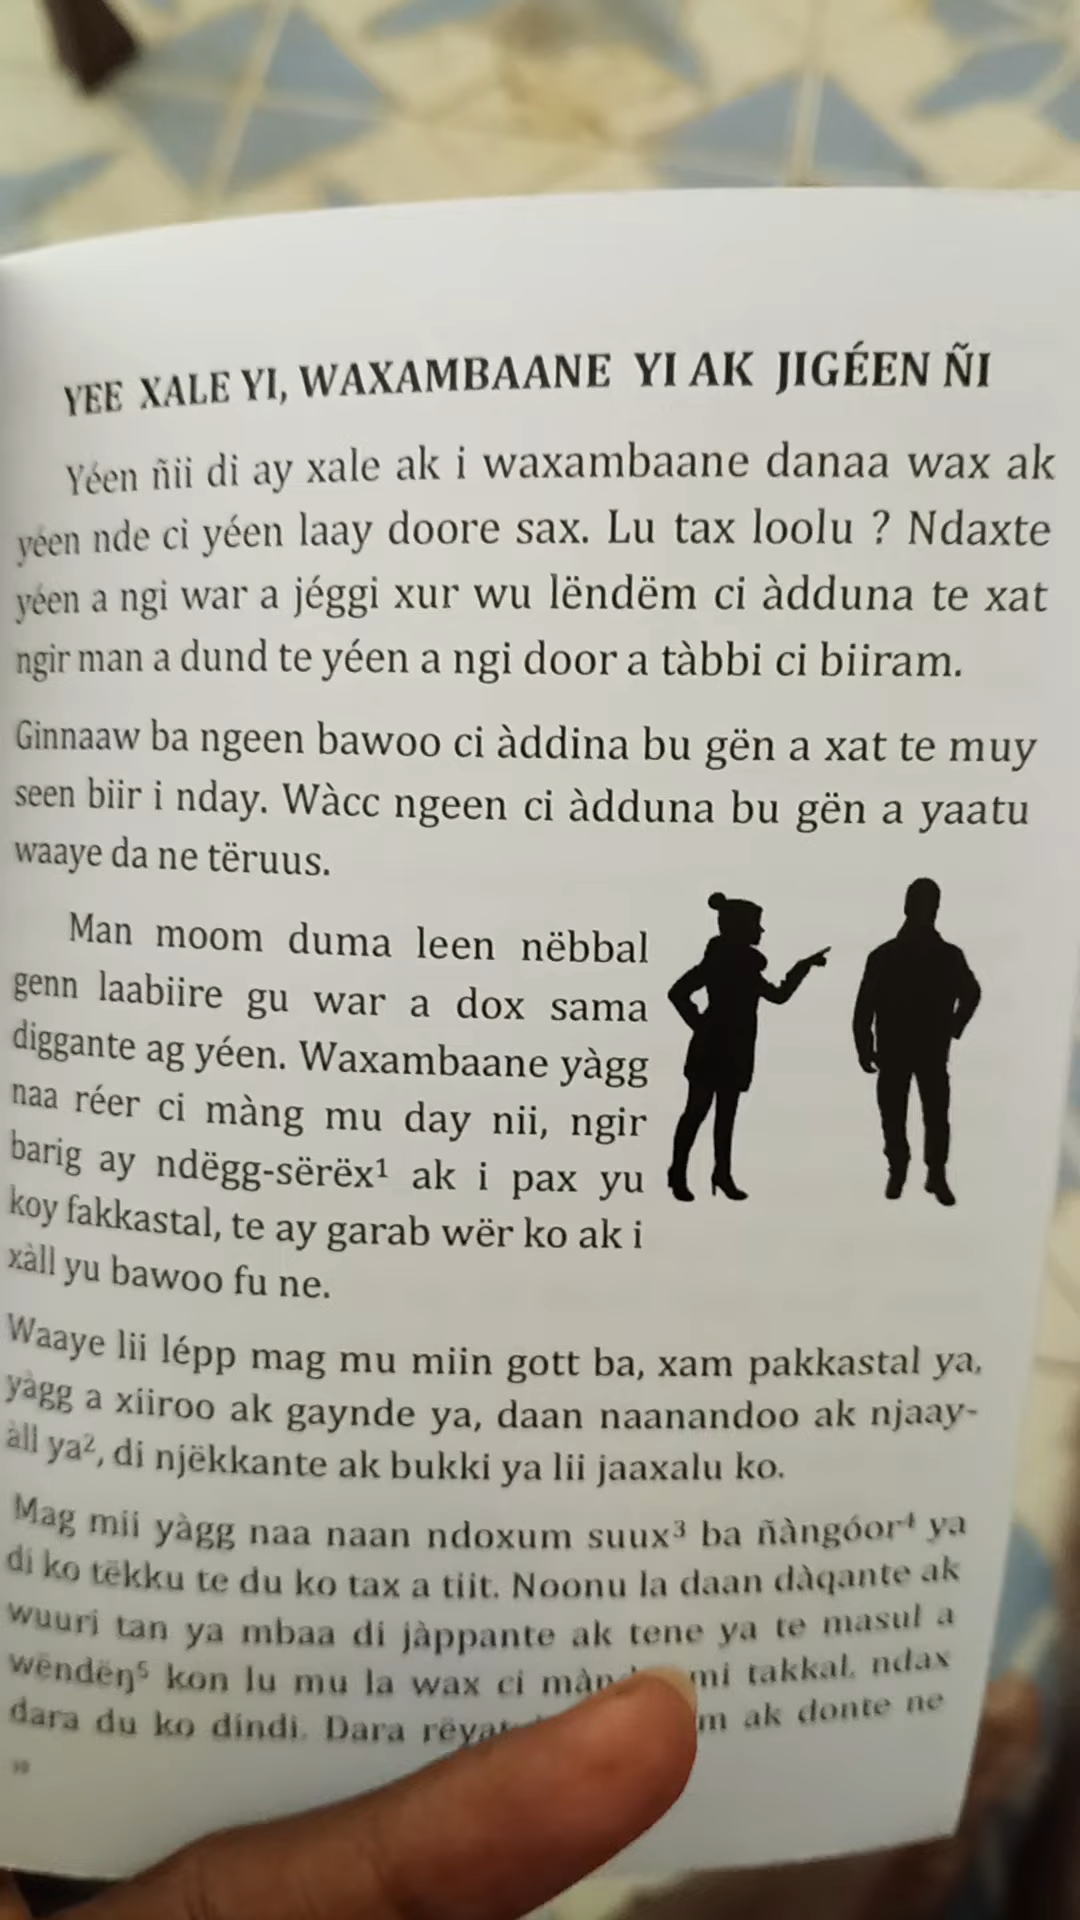 YEE XALE YI, WAXAMBAANE YI AK JIGÉEN ÑI
Yéen ñii di ay xale ak i waxambaane danaa wax ak
yéen nde ci yéen laay doore sax. Lu tax loolu ? Ndaxte
yéen a ngi war a jéggi xur wu lëndëm ci àdduna te xat
ngir man a dund te yéen a ngi door a tàbbi ci biiram.
Ginnaaw ba ngeen bawoo ci àddina bu gën a xat te muy
seen biir i nday. Wàcc ngeen ci àdduna bu gën a yaatu
waaye da ne tëruus.
Man moom duma leen nëbbal
genn laabiire gu war a dox sama
diggante ag yéen. Waxambaane yàgg
naa réer ci màng mu day nii, ngir
barig ay ndëgg-sërëx¹ ak i pax yu
koy fakkastal, te ay garab wër ko ak i
xàll yu bawoo fu ne.
Waaye lii lépp mag mu miin gott ba, xam pakkastal ya,
yàgg a xiiroo ak gaynde ya, daan naanandoo ak njaay-
àll ya², di njëkkante ak bukki ya lii jaaxalu ko.
Mag mii yàgg naa naan ndoxum suux³ ba ñàngóor⁴ ya
di ko tëkku te du ko tax a tiit. Noonu la daan dàqante ak
wuuri tan ya mbaa di jàppante ak tene ya te masul a
wëndëŋ⁵ kon lu mu la wax ci mi takkal, ndax
dara du ko dindi. Dara ak donte ne